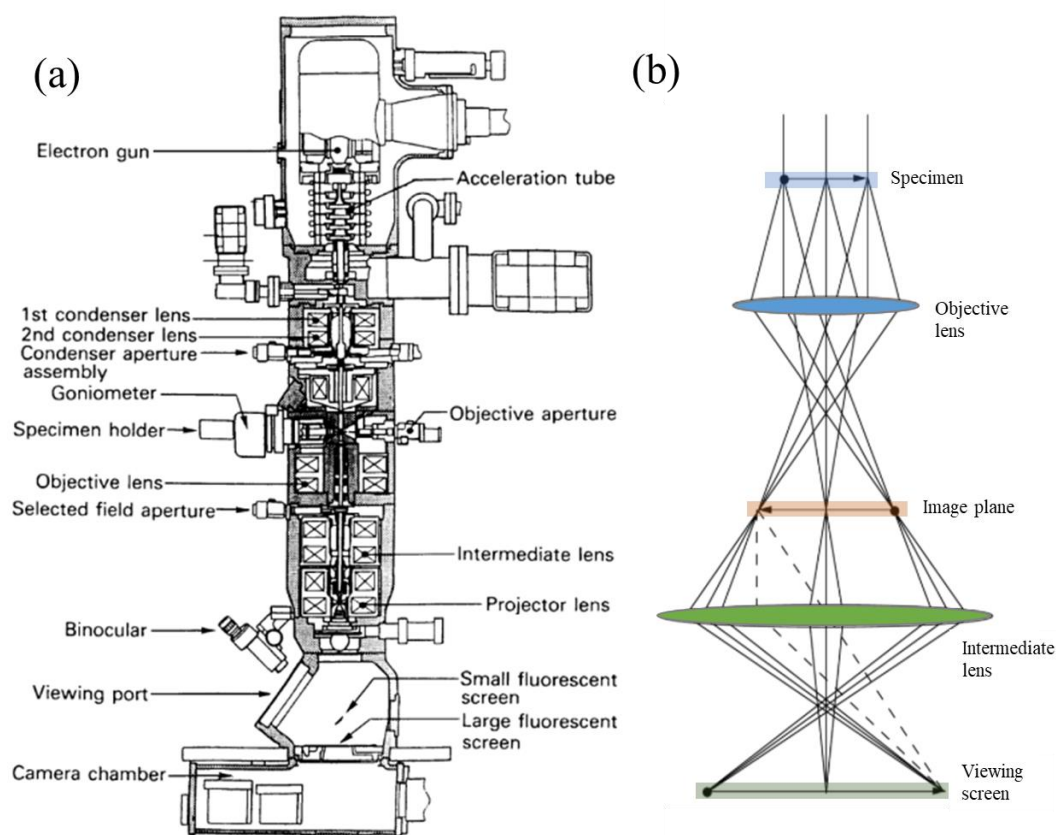 (a)
Electron gun
Acceleration tube
1st condenser lens
2nd condenser lens
Condenser aperture
assembly
Goniometer
Specimen holder
Objective aperture
Objective lens
Selected field aperture
Intermediate lens
Projector lens
Binocular
Viewing port
Small fluorescent
screen
Large fluorescent
screen
Camera chamber
(b)
Specimen
Objective
lens
Image plane
Intermediate
lens
Viewing
screen